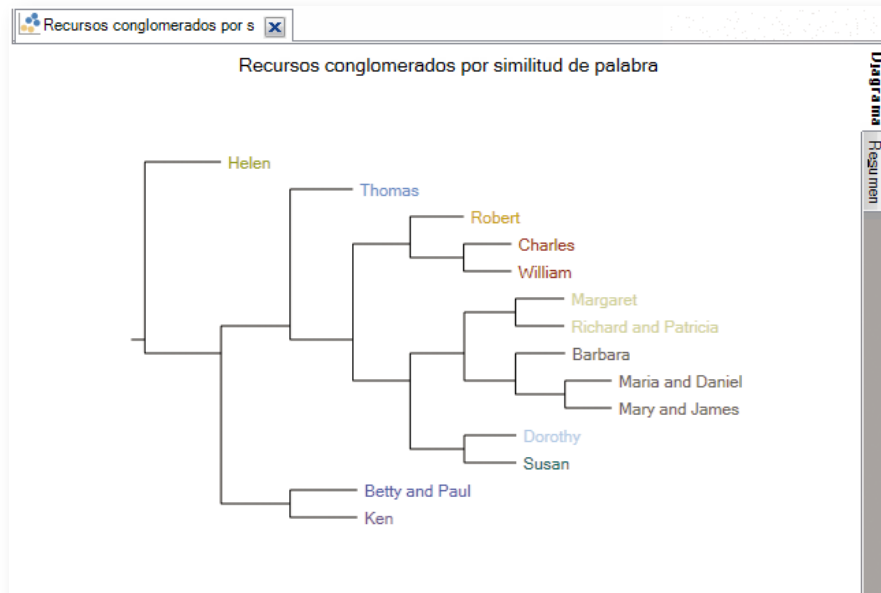 Recursos conglomerados por s
Recursos conglomerados por similitud de palabra
Diagrama
Resumen
Helen
Thomas
Robert
Charles
William
Margaret
Richard and Patricia
Barbara
Maria and Daniel
Mary and James
Dorothy
Susan
Betty and Paul
Ken